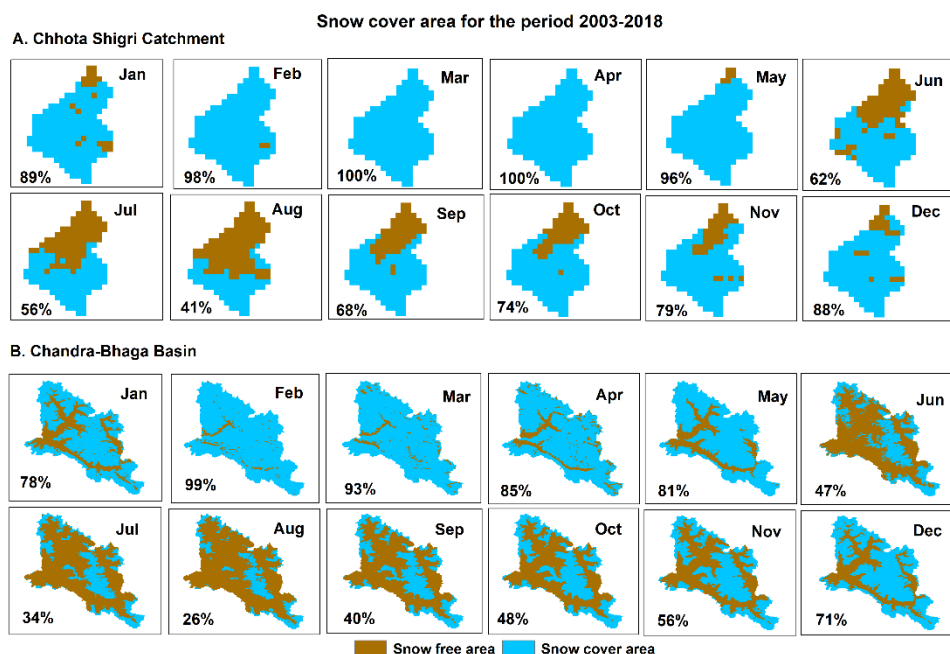 Snow cover area for the period 2003-2018
A. Chhota Shigri Catchment
Jan Feb Mar Apr May Jun
89% 98% 100% 100% 96% 62%
Jul Aug Sep Oct Nov Dec
56% 41% 68% 74% 79% 88%
B. Chandra-Bhaga Basin
Jan Feb Mar Apr May Jun
78% 99% 93% 85% 81% 47%
Jul Aug Sep Oct Nov Dec
34% 26% 40% 48% 56% 71%
Snow free area Snow cover area